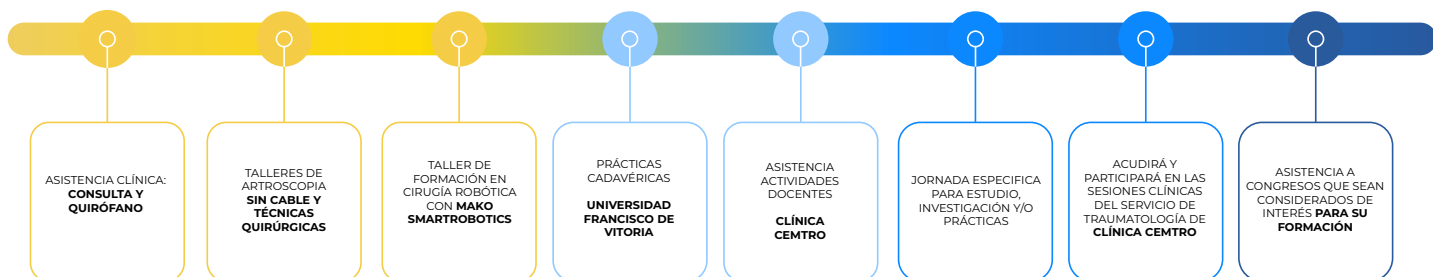 ASISTENCIA CLÍNICA:
CONSULTA Y
QUIRÓFANO
TALLERES DE
ARTROSCOPIA
SIN CABLE Y
TÉCNICAS
QUIRÚRGICAS
TALLER DE
FORMACIÓN EN
CIRUGÍA ROBÓTICA
CON MAKO
SMARTROBOTICS
PRÁCTICAS
CADAVÉRICAS
UNIVERSIDAD
FRANCISCO DE
VITORIA
ASISTENCIA
ACTIVIDADES
DOCENTES
CLÍNICA
CEMTRO
JORNADA ESPECIFICA
PARA ESTUDIO,
INVESTIGACIÓN Y/O
PRÁCTICAS
ACUDIRÁ Y
PARTICIPARÁ EN LAS
SESIONES CLÍNICAS
DEL SERVICIO DE
TRAUMATOLOGÍA DE
CLÍNICA CEMTRO
ASISTENCIA A
CONGRESOS QUE SEAN
CONSIDERADOS DE
INTERÉS PARA SU
FORMACIÓN